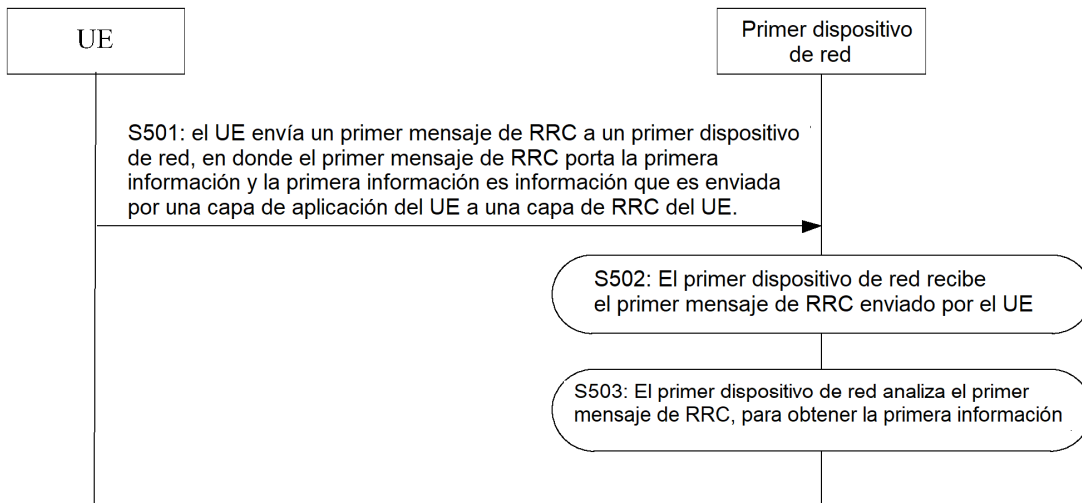 UE
Primer dispositivo
de red
S501: el UE envía un primer mensaje de RRC a un primer dispositivo
de red, en donde el primer mensaje de RRC porta la primera
información y la primera información es información que es enviada
por una capa de aplicación del UE a una capa de RRC del UE.
S502: El primer dispositivo de red recibe
el primer mensaje de RRC enviado por el UE
S503: El primer dispositivo de red analiza el primer
mensaje de RRC, para obtener la primera información